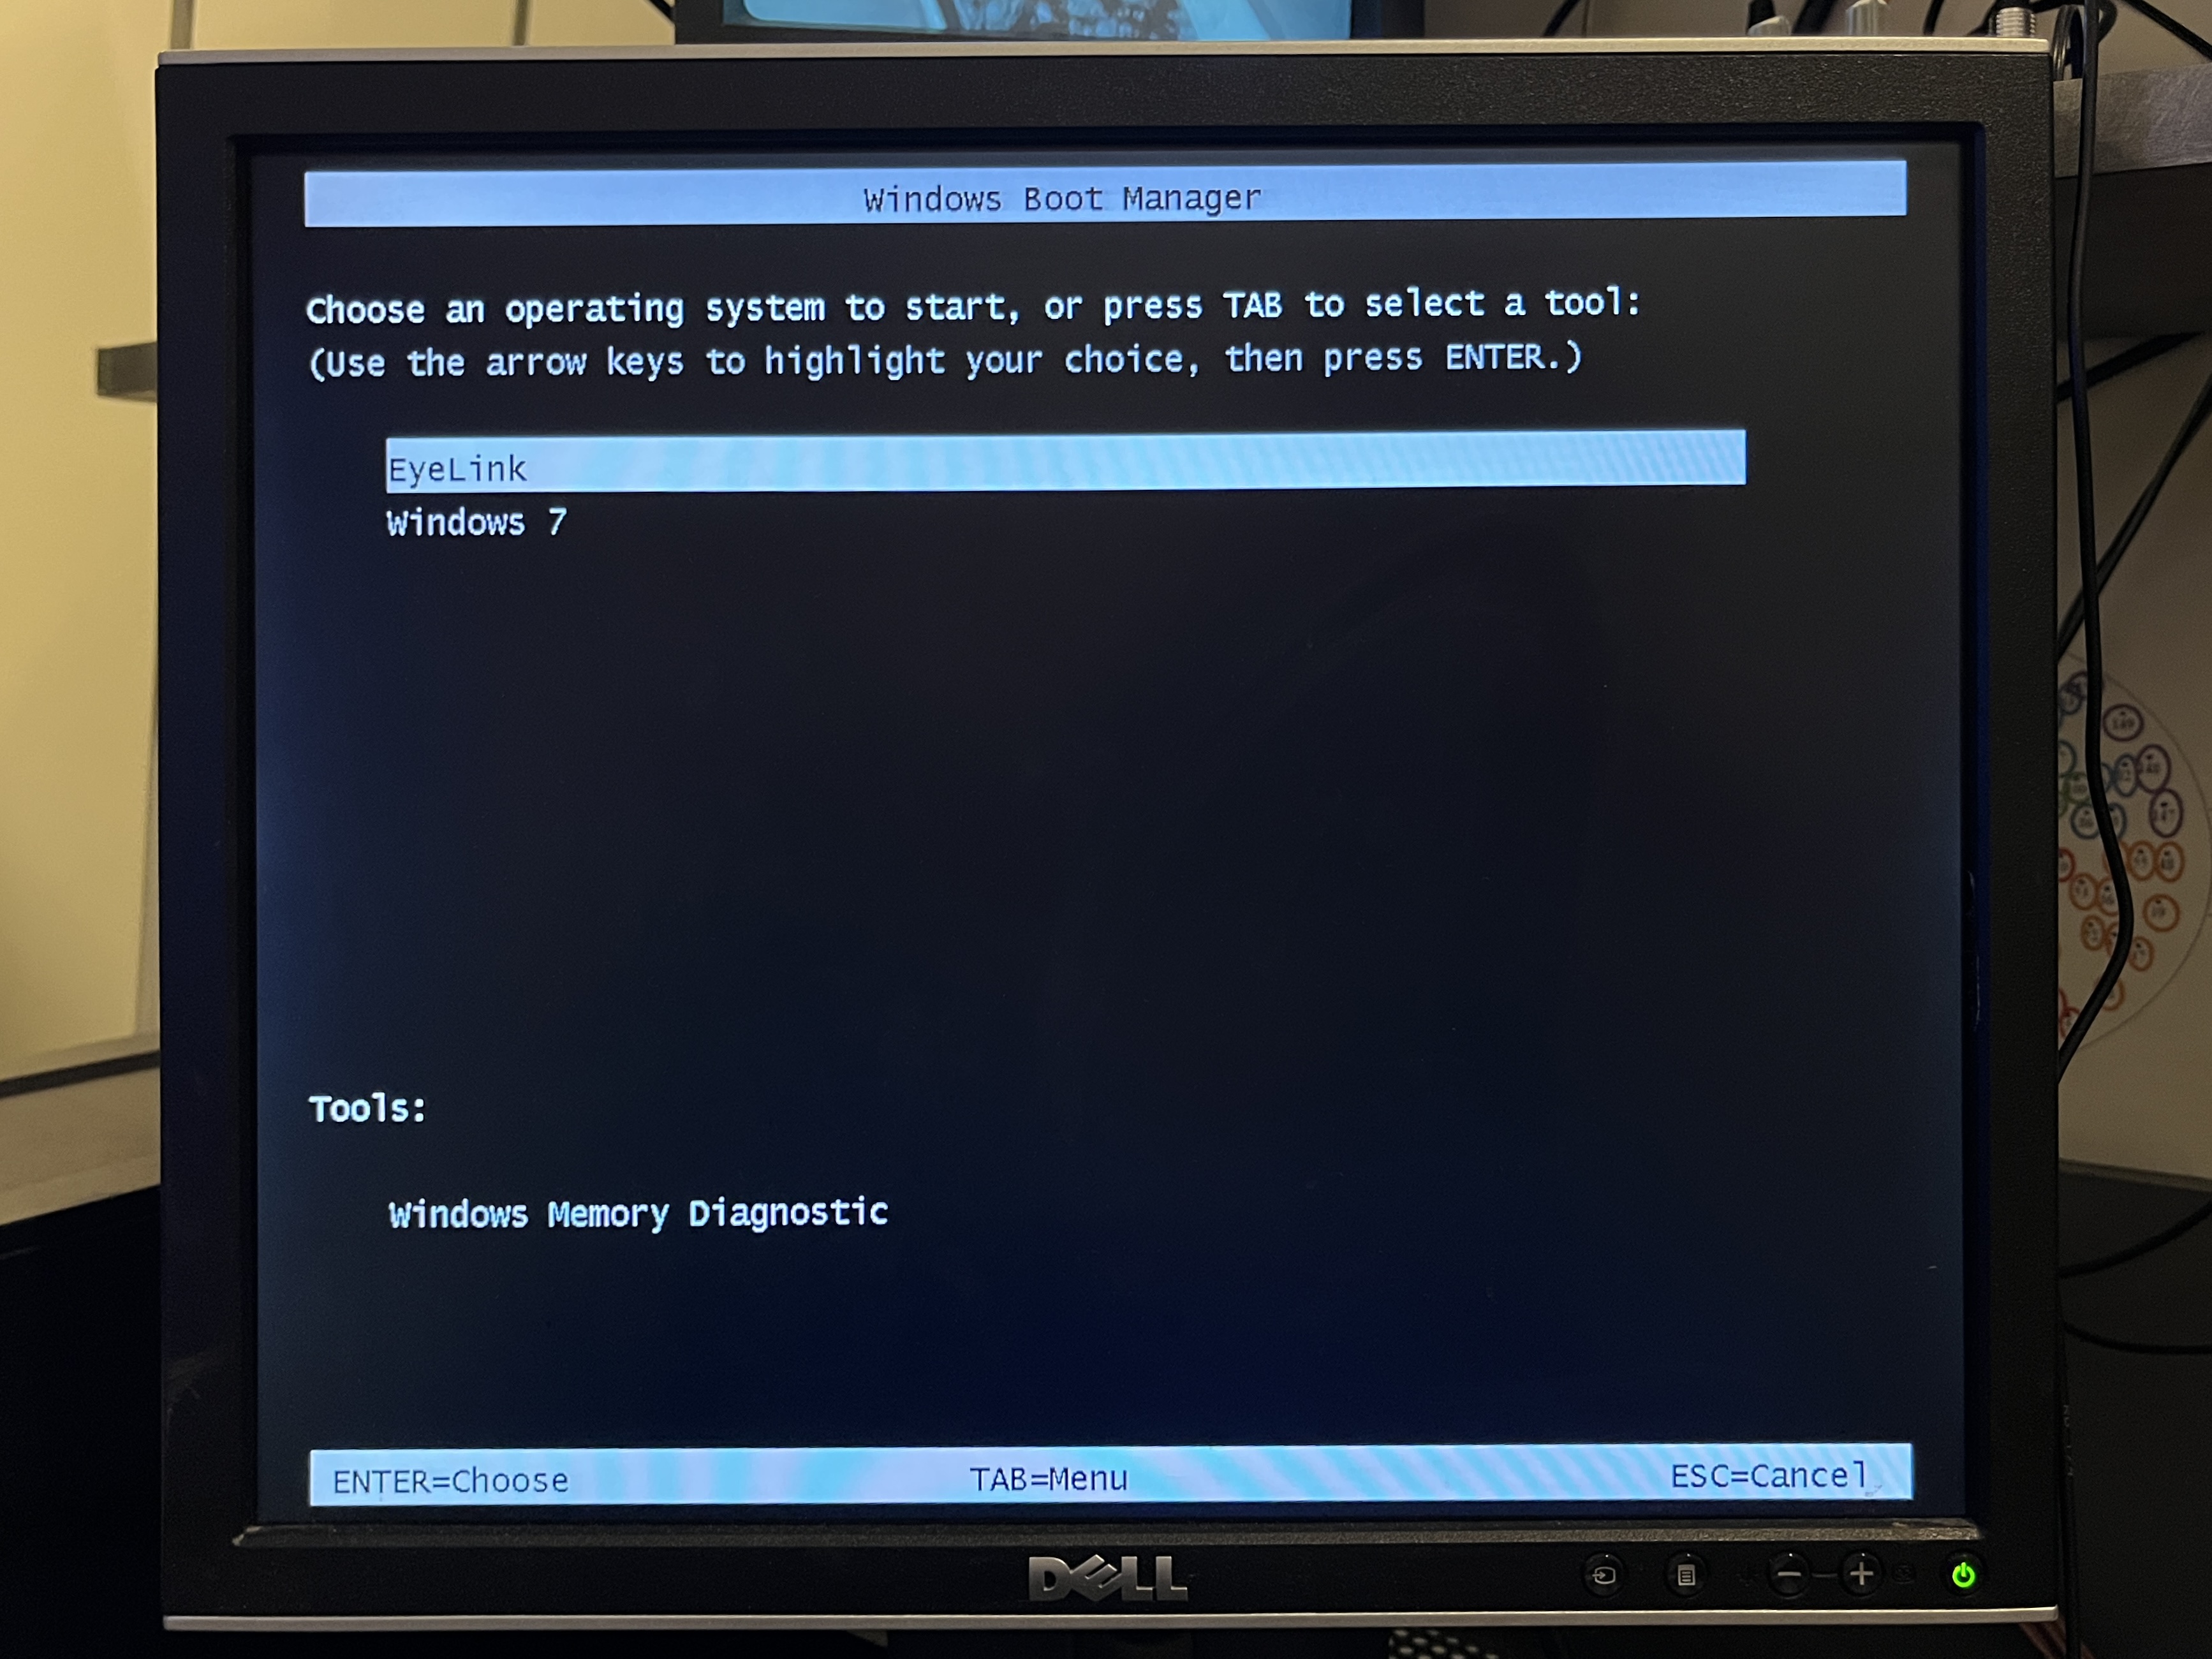 Windows Boot Manager
Choose an operating system to start, or press TAB to select a tool:
(Use the arrow keys to highlight your choice, then press ENTER.)
EyeLink
Windows 7
Tools:
Windows Memory Diagnostic
ENTER=Choose TAB=Menu ESC=Cancel
DELL